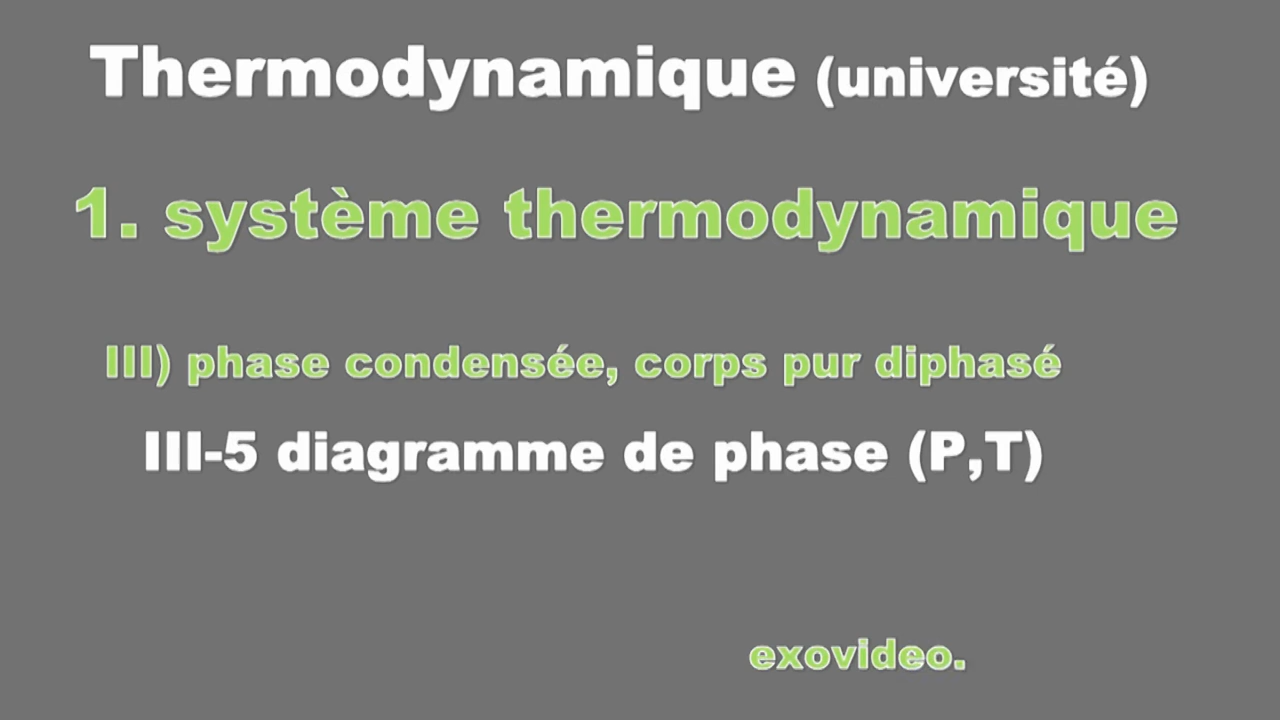 Thermodynamique (université)
1. système thermodynamique
III) phase condensée, corps pur diphasé
III-5 diagramme de phase (P,T)
exovideo.